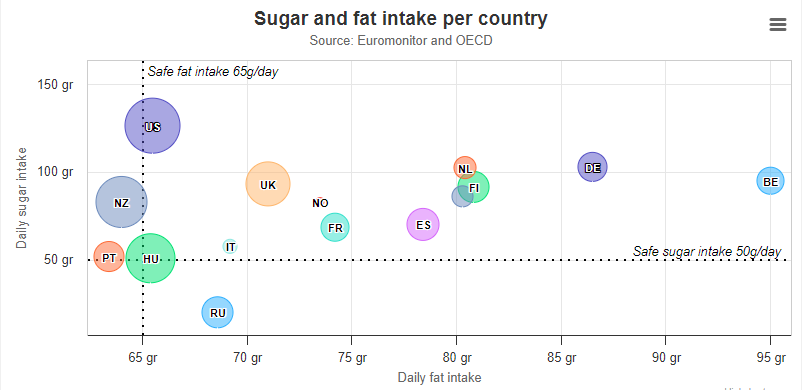 Sugar and fat intake per country
Source: Euromonitor and OECD
Safe fat intake 65g/day
150 gr
US
100 gr
NL
DE
FI
BE
UK
NZ
NO
FR
ES
IT
Safe sugar intake 50g/day
50 gr
PT
HU
RU
Daily sugar intake
65 gr
70 gr
75 gr
80 gr
85 gr
90 gr
95 gr
Daily fat intake